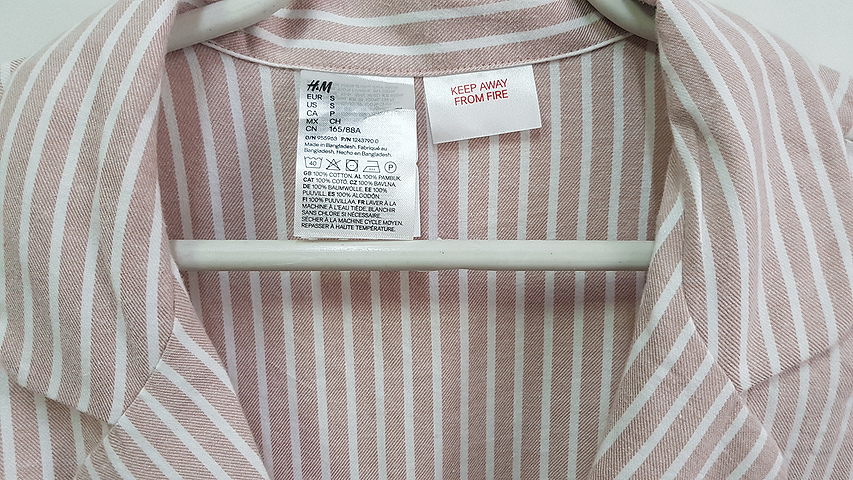 H&M
EUR S
US S
CA P
MX CH
CN 165/88A
O/N 955963 P/N 1243790 0
Made in Bangladesh. Fabriqué au
Bangladesh. Hecho en Bangladesh.
40 P
GB 100% COTTON. AL 100% PAMBUK.
CAT 100% COTÓ. CZ 100% BAVLNA.
DE 100% BAUMWOLLE. EE 100%
PUUVILL. ES 100% ALGODÓN.
FI 100% PUUVILLAA. FR LAVER À LA
MACHINE À L'EAU TIÈDE. BLANCHIR
SANS CHLORE SI NÉCESSAIRE.
SÉCHER À LA MACHINE CYCLE MOYEN.
REPASSER À HAUTE TEMPÉRATURE.
KEEP AWAY
FROM FIRE